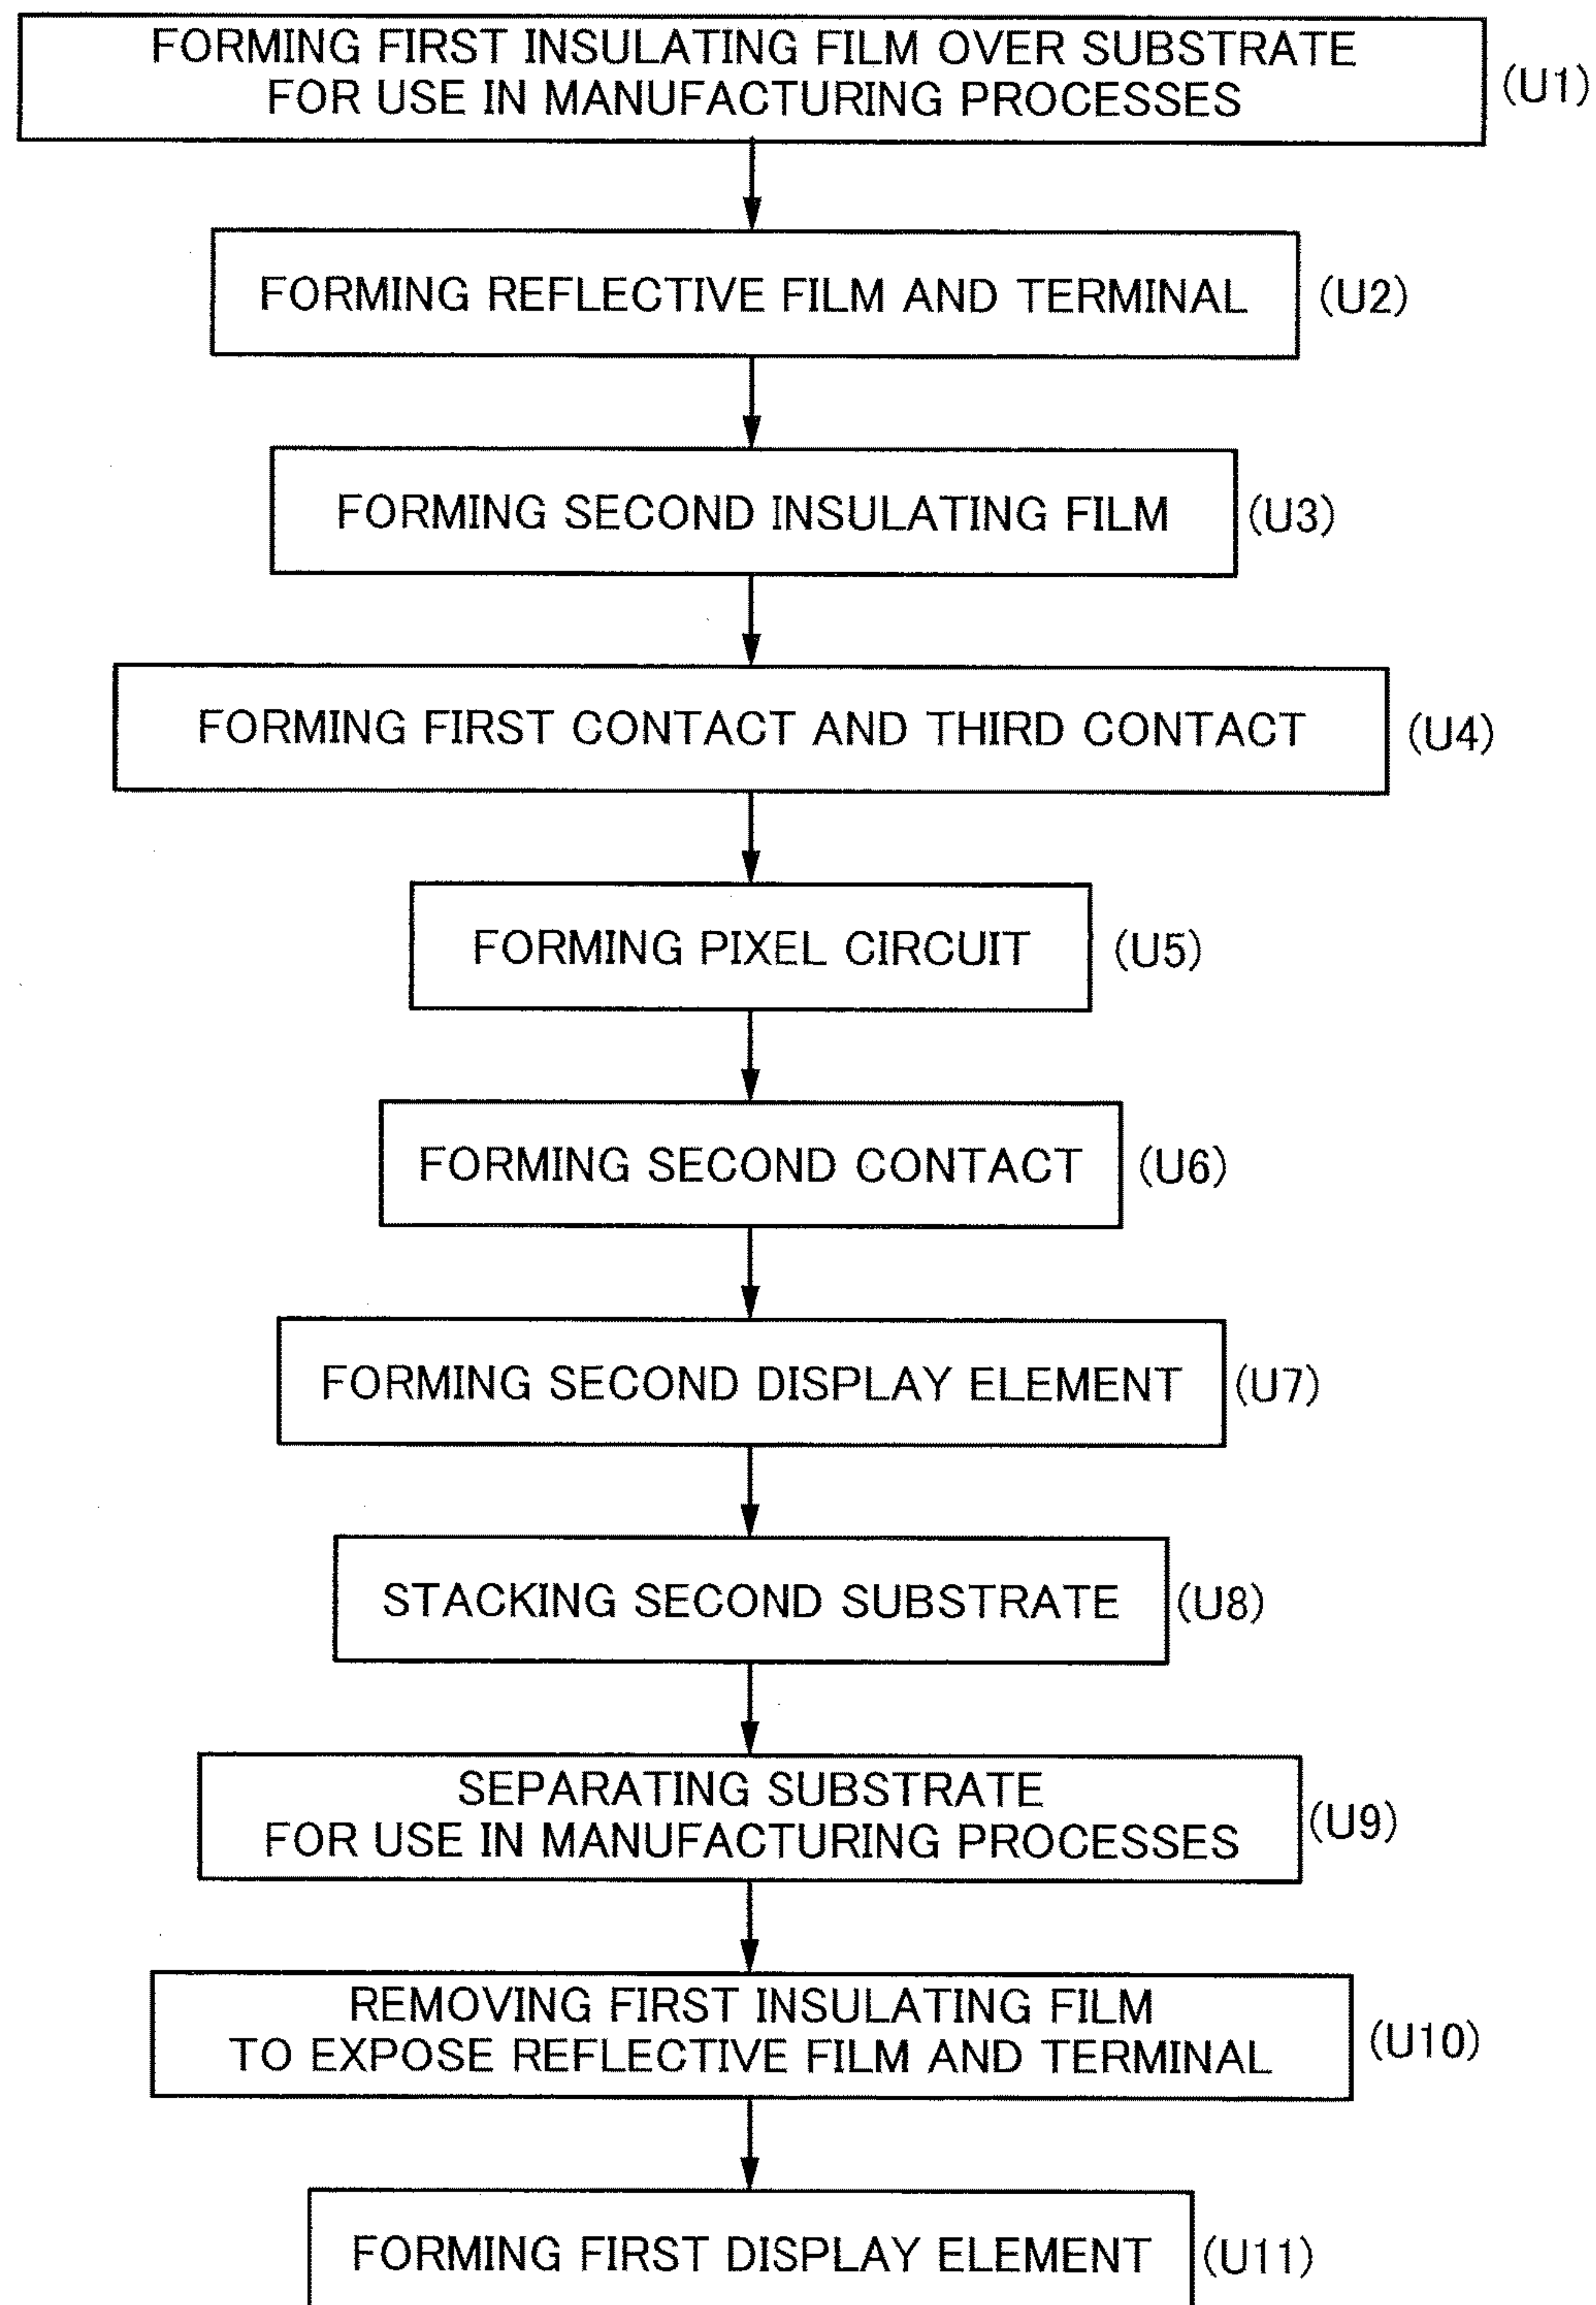 FORMING FIRST INSULATING FILM OVER SUBSTRATE
FOR USE IN MANUFACTURING PROCESSES
(U1)
FORMING REFLECTIVE FILM AND TERMINAL
(U2)
FORMING SECOND INSULATING FILM
(U3)
FORMING FIRST CONTACT AND THIRD CONTACT
(U4)
FORMING PIXEL CIRCUIT
(U5)
FORMING SECOND CONTACT
(U6)
FORMING SECOND DISPLAY ELEMENT
(U7)
STACKING SECOND SUBSTRATE
(U8)
SEPARATING SUBSTRATE
FOR USE IN MANUFACTURING PROCESSES
(U9)
REMOVING FIRST INSULATING FILM
TO EXPOSE REFLECTIVE FILM AND TERMINAL
(U10)
FORMING FIRST DISPLAY ELEMENT
(U11)